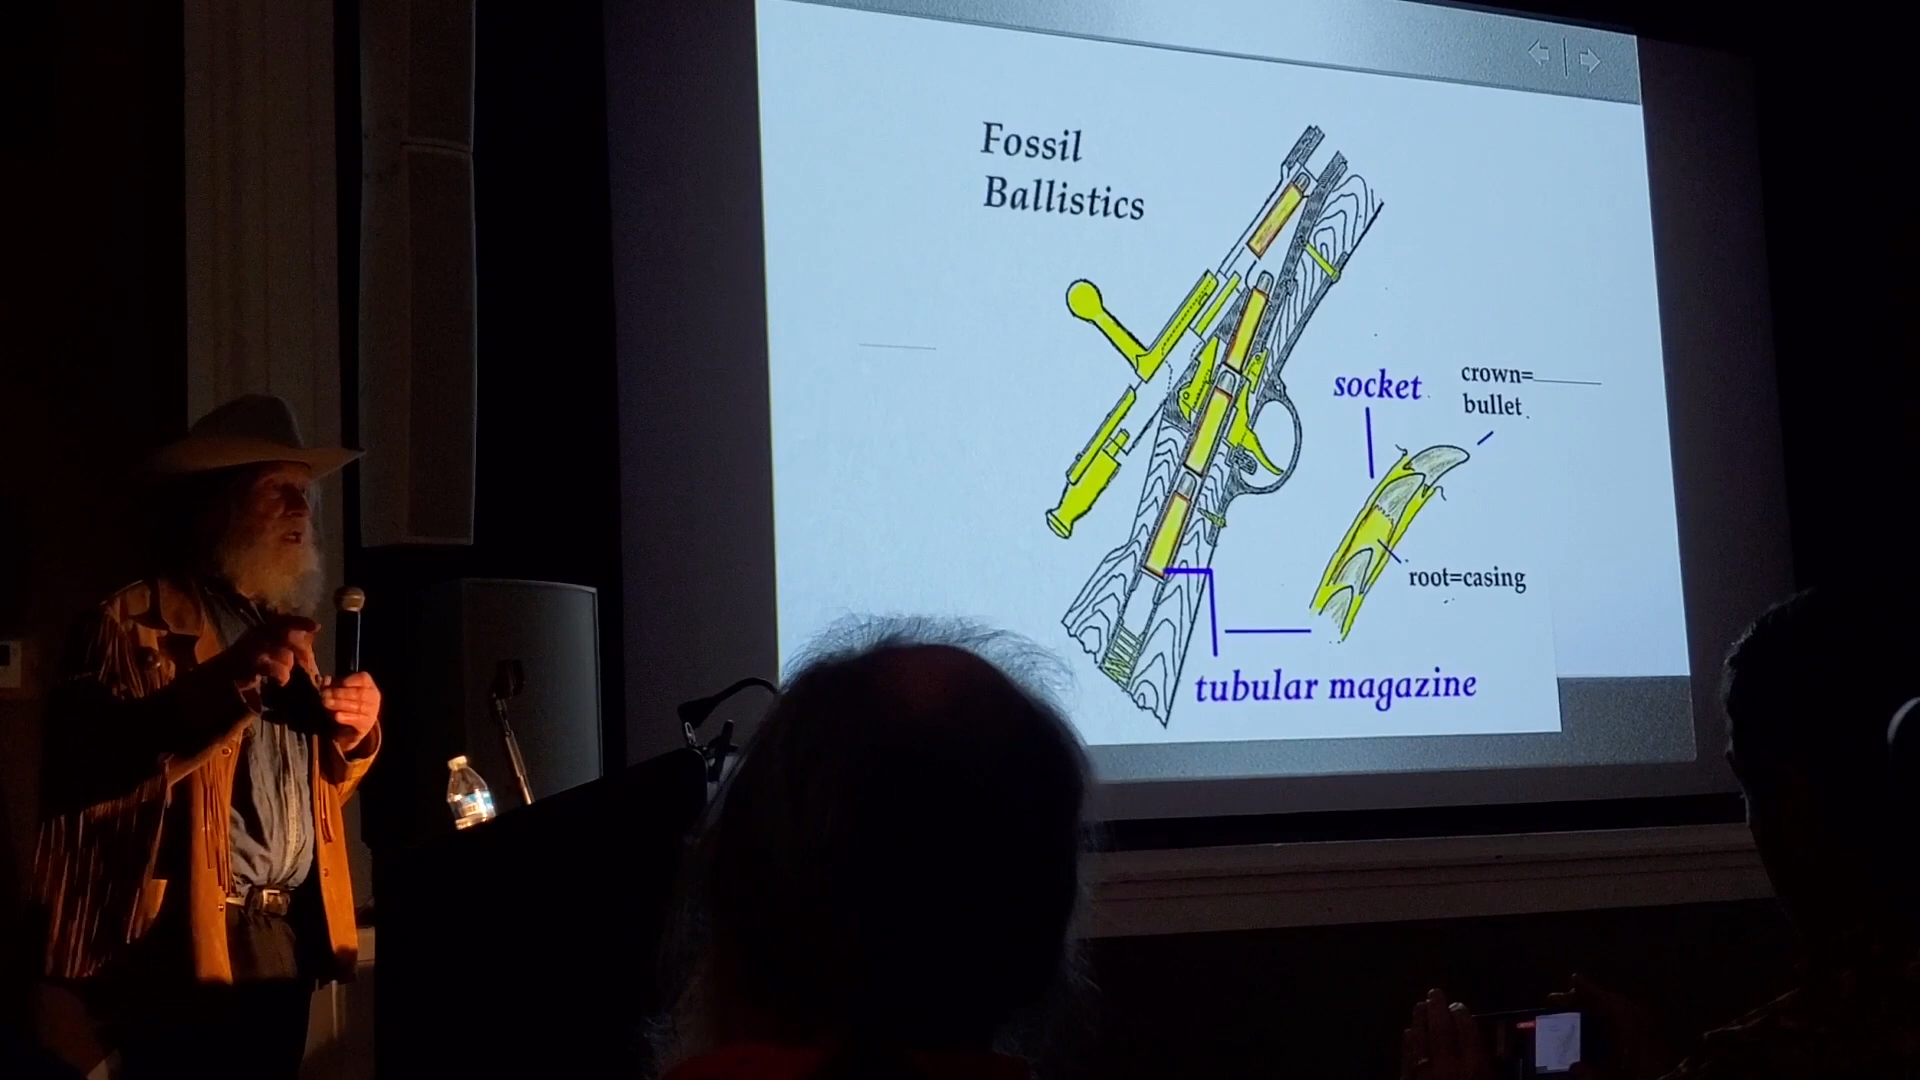 Fossil
Ballistics
socket
crown=
bullet
root=casing
tubular magazine